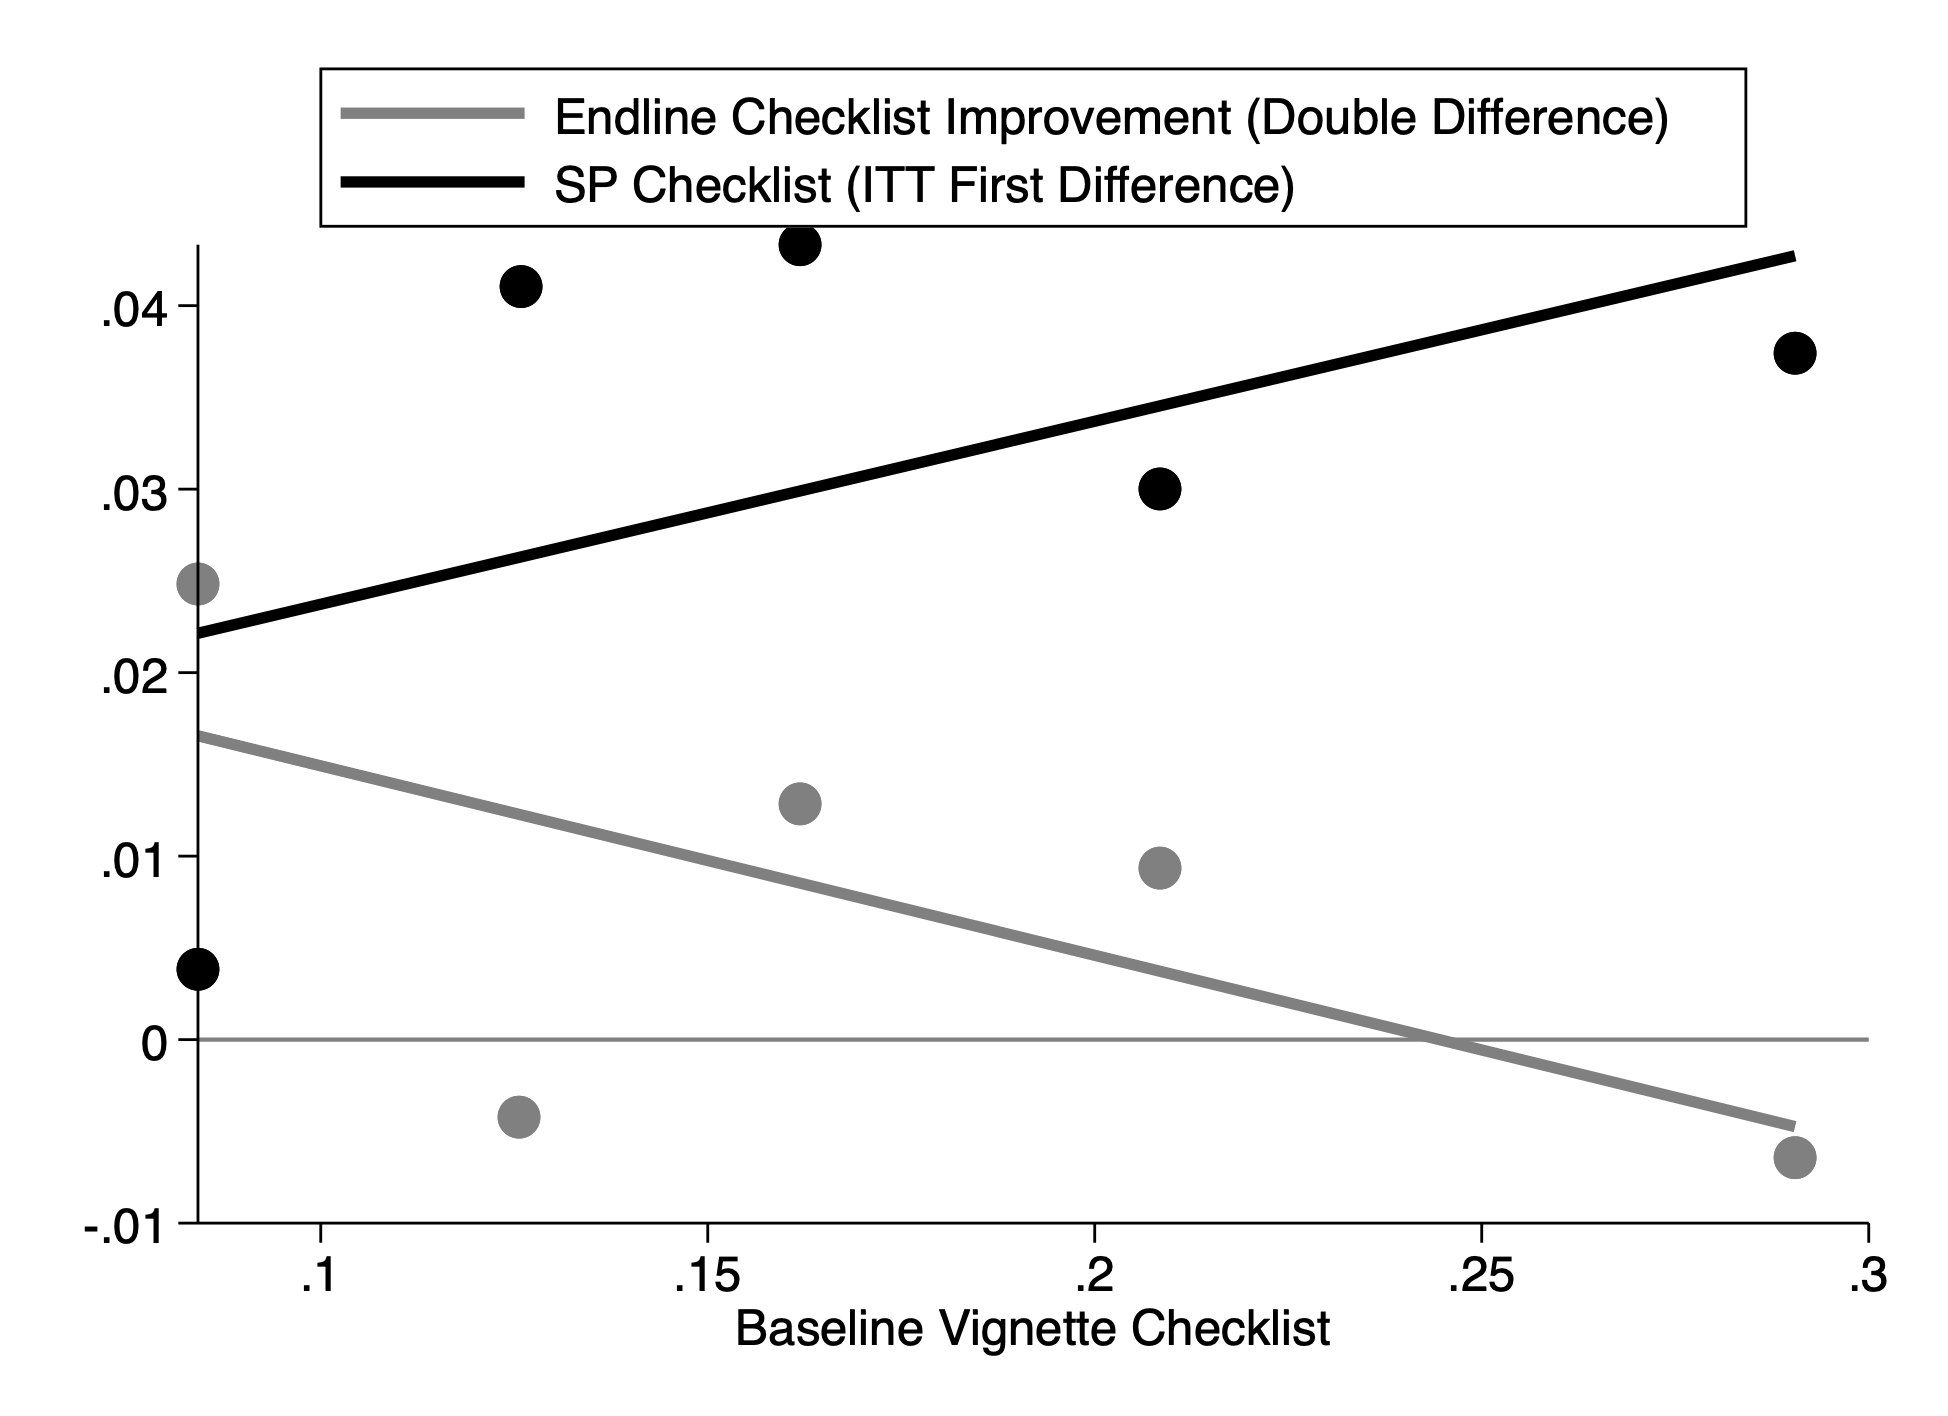 Endline Checklist Improvement (Double Difference)
SP Checklist (ITT First Difference)
.04
.03
.02
.01
0
-.01
.1 .15 .2 .25 .3
Baseline Vignette Checklist